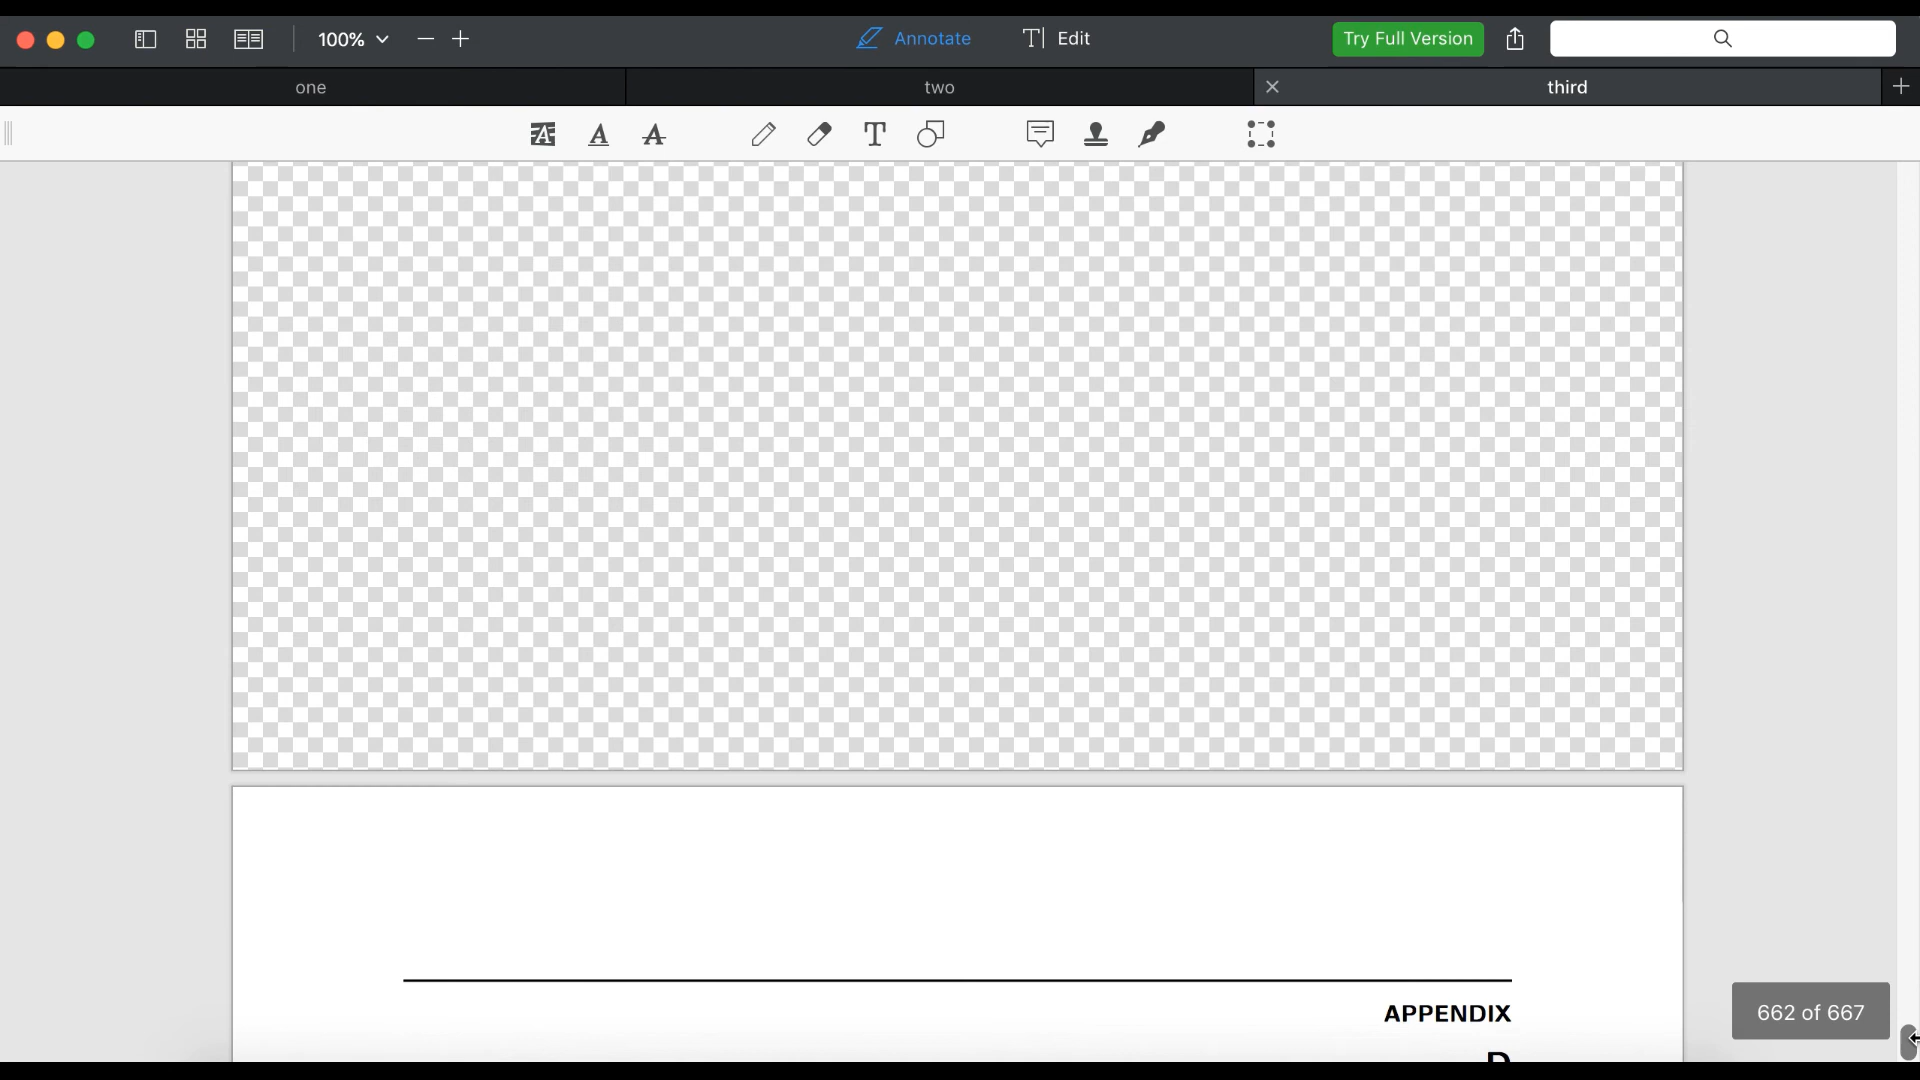 100%
Annotate
Edit
Try Full Version
one
two
third
APPENDIX
662 of 667